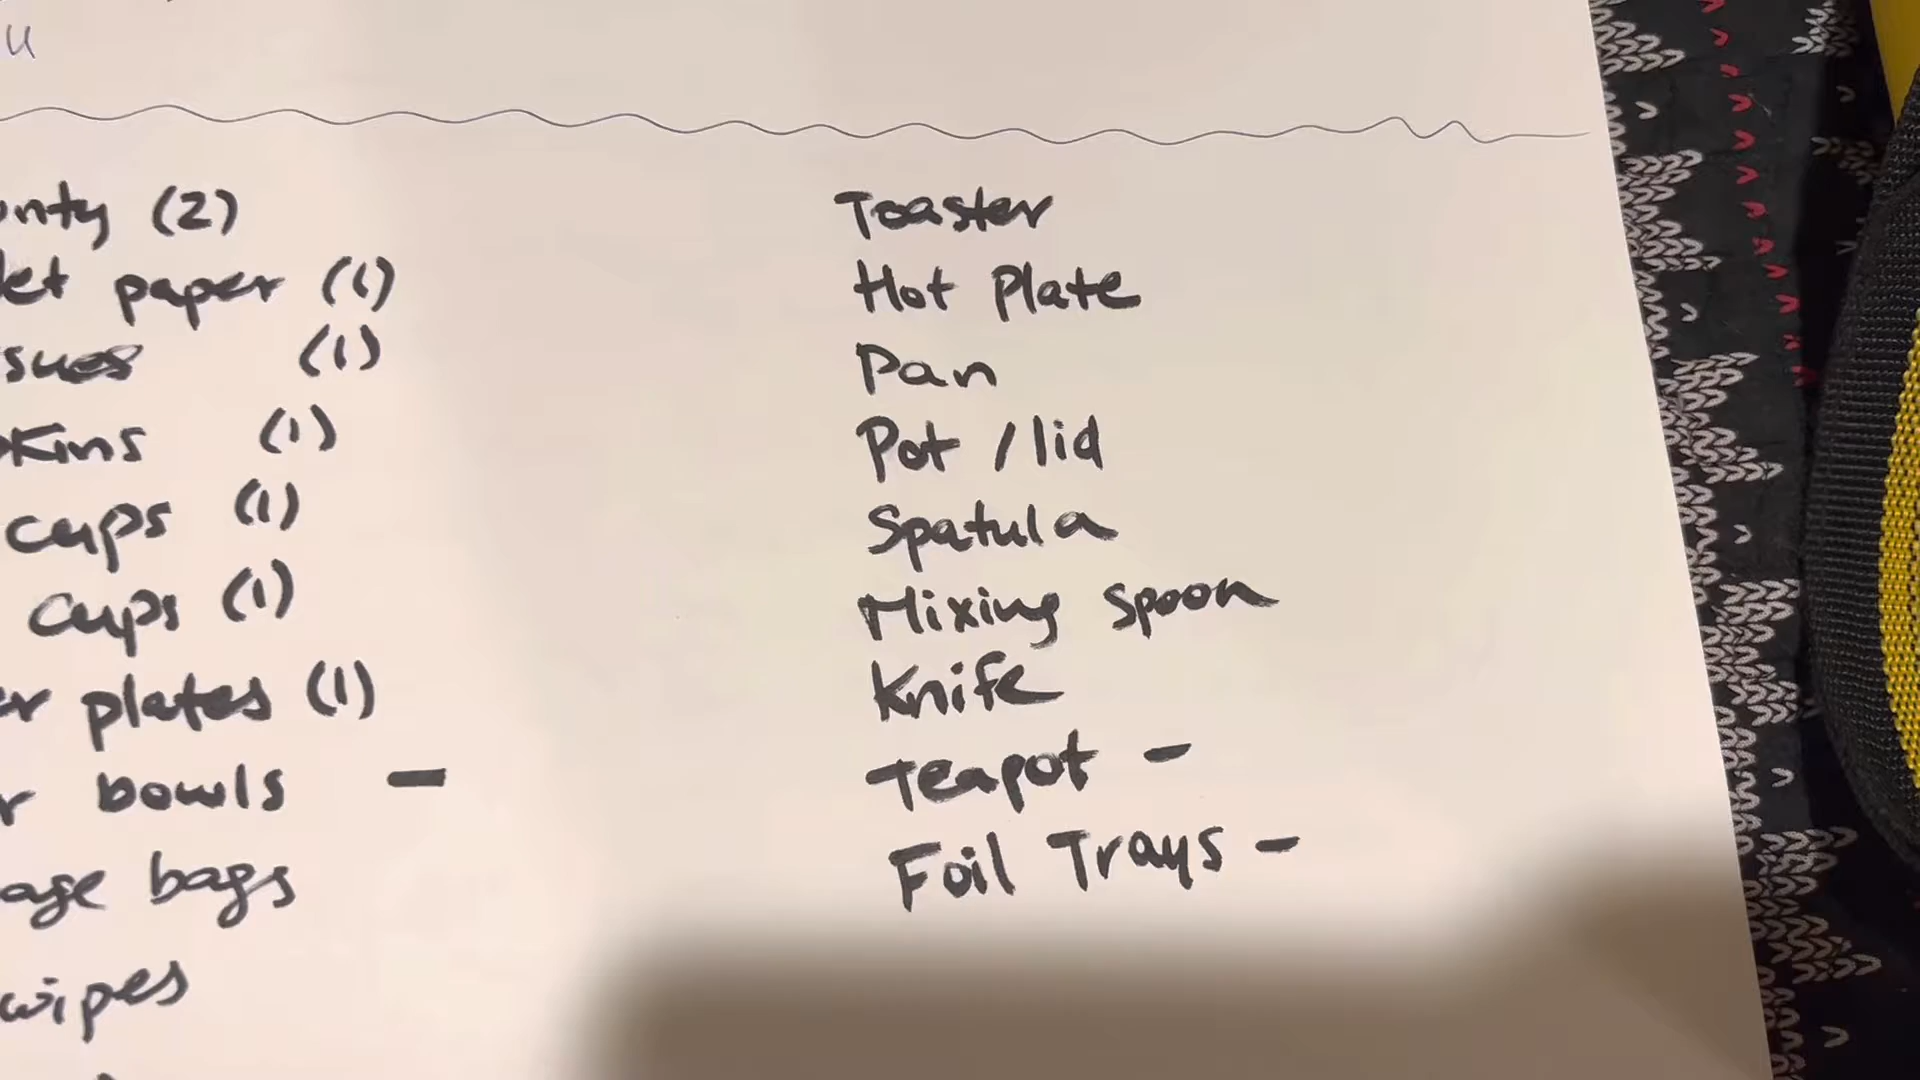 u
nty (2)
et paper (1)
ssues (1)
kins (1)
cups (1)
cups (1)
er plates (1)
r bowls –
age bags
wipes
Toaster
Hot Plate
Pan
Pot / lid
Spatula
Mixing spoon
Knife
Teapot –
Foil Trays –